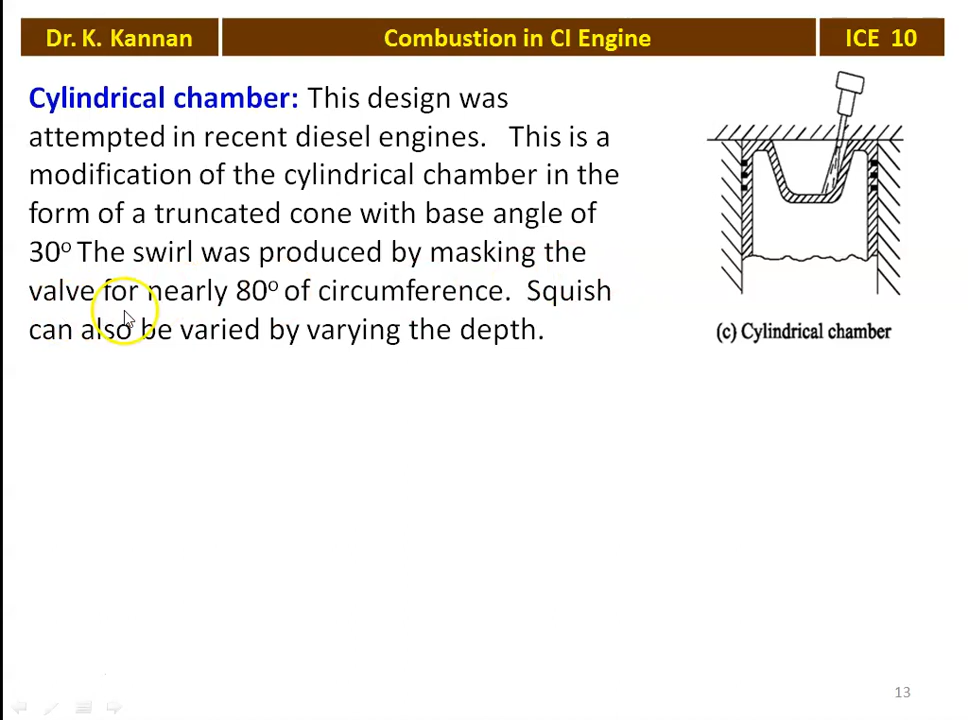 Dr. K. Kannan
Combustion in CI Engine
ICE 10
Cylindrical chamber: This design was
attempted in recent diesel engines. This is a
modification of the cylindrical chamber in the
form of a truncated cone with base angle of
30º The swirl was produced by masking the
valve for nearly 80º of circumference. Squish
can also be varied by varying the depth.
(c) Cylindrical chamber
13